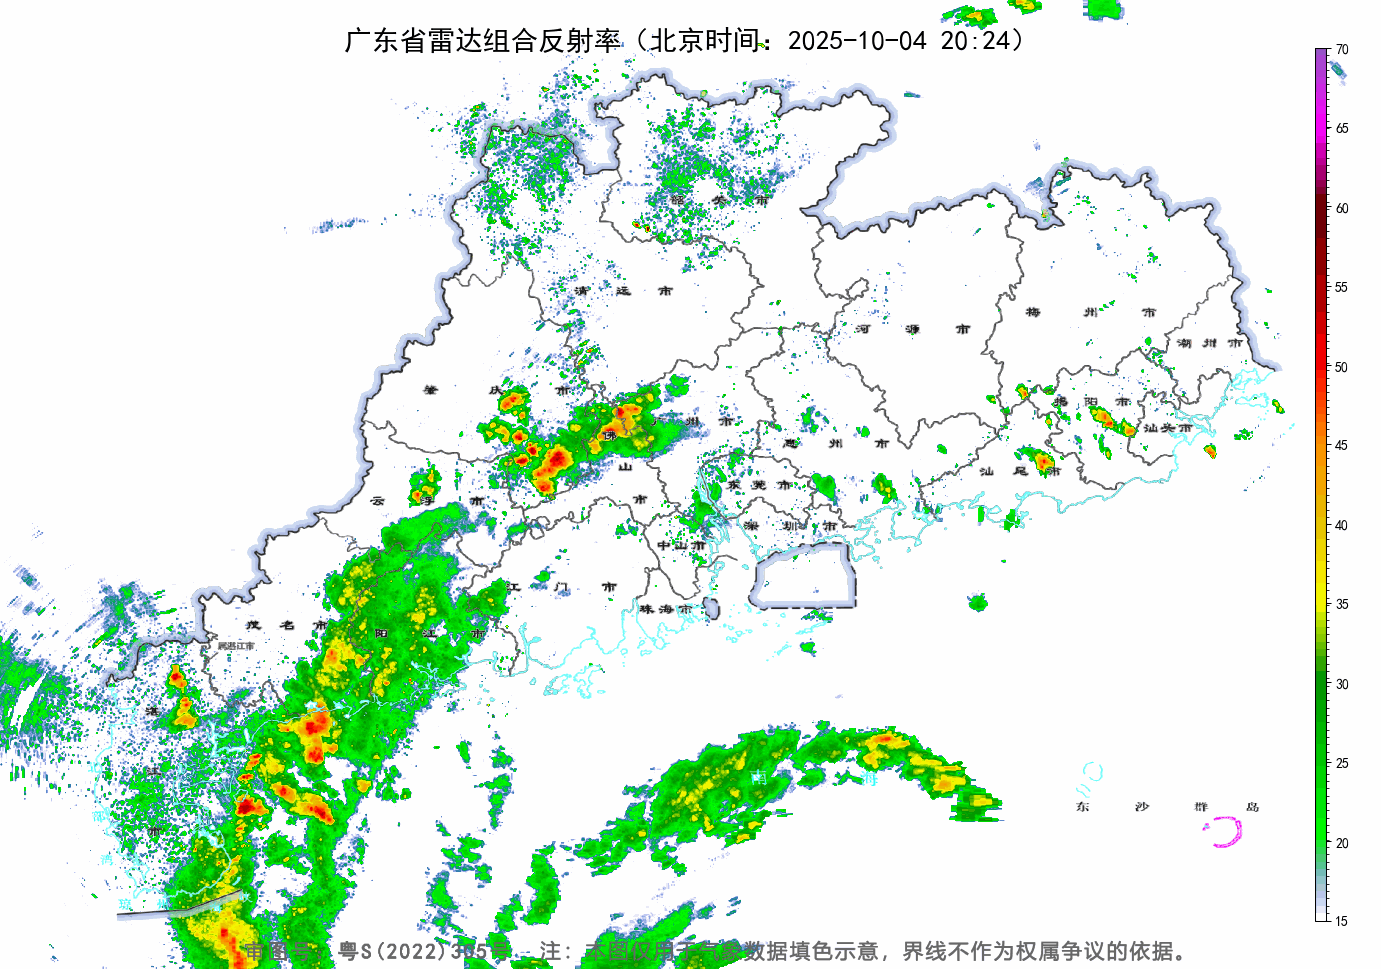 广东省雷达组合反射率（北京时间：2025-10-04 20:24）
70
65
60
55
50
45
40
35
30
25
20
15
韶关市
清远市
河源市
梅州市
潮州市
肇庆市
揭阳市
汕头市
广州市
佛山市
惠州市
汕尾市
云浮市
东莞市
深圳市
中山市
江门市
珠海市
茂名市
属湛江市
阳江市
湛江市
南海
东沙群岛
审图号：粤S(2022)365号 注：本图仅用于气象数据填色示意，界线不作为权属争议的依据。